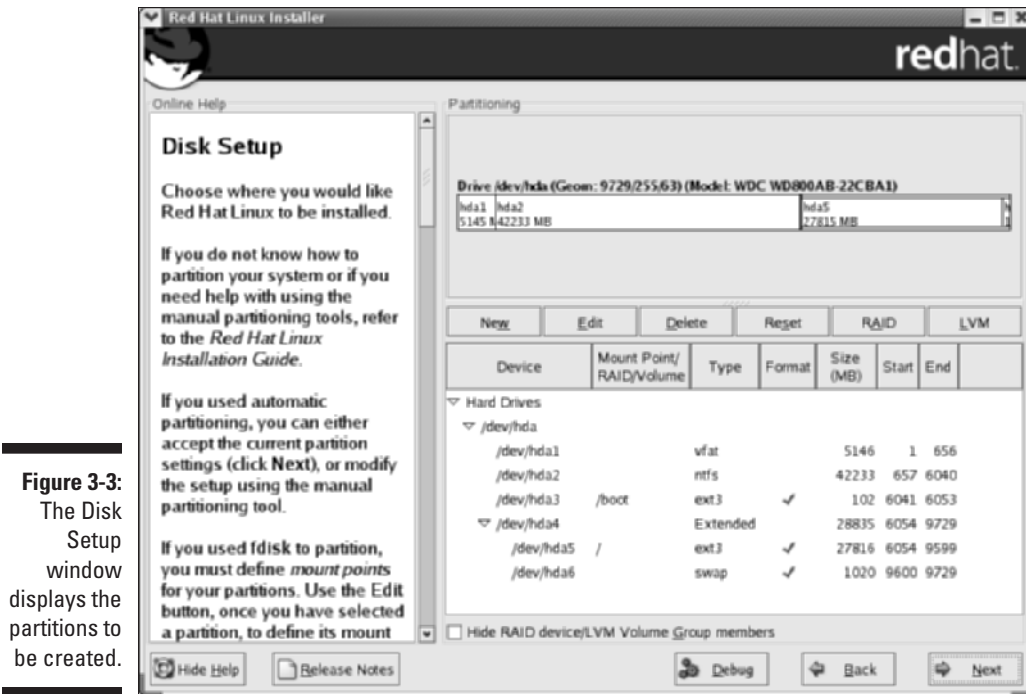 Red Hat Linux Installer
redhat.
Online Help
Disk Setup
Choose where you would like
Red Hat Linux to be installed.
If you do not know how to
partition your system or if you
need help with using the
manual partitioning tools, refer
to the Red Hat Linux
Installation Guide.
If you used automatic
partitioning, you can either
accept the current partition
settings (click Next), or modify
the setup using the manual
partitioning tool.
If you used fdisk to partition,
you must define mount points
for your partitions. Use the Edit
button, once you have selected
a partition, to define its mount
Partitioning
Drive /dev/hda (Geom: 9729/255/63) (Model: WDC WD800AB-22CBA1)
hda1 hda2 hda5 h
5145 M 42233 MB 27815 MB 1
New Edit Delete Reset RAID LVM
Device Mount Point/ RAID/Volume Type Format Size (MB) Start End
Hard Drives
/dev/hda
/dev/hda1 vfat 5146 1 656
/dev/hda2 ntfs 42233 657 6040
/dev/hda3 /boot ext3 ✓ 102 6041 6053
/dev/hda4 Extended 28835 6054 9729
/dev/hda5 / ext3 ✓ 27816 6054 9599
/dev/hda6 swap ✓ 1020 9600 9729
Hide RAID device/LVM Volume Group members
Hide Help Release Notes Debug Back Next
Figure 3-3:
The Disk
Setup
window
displays the
partitions to
be created.